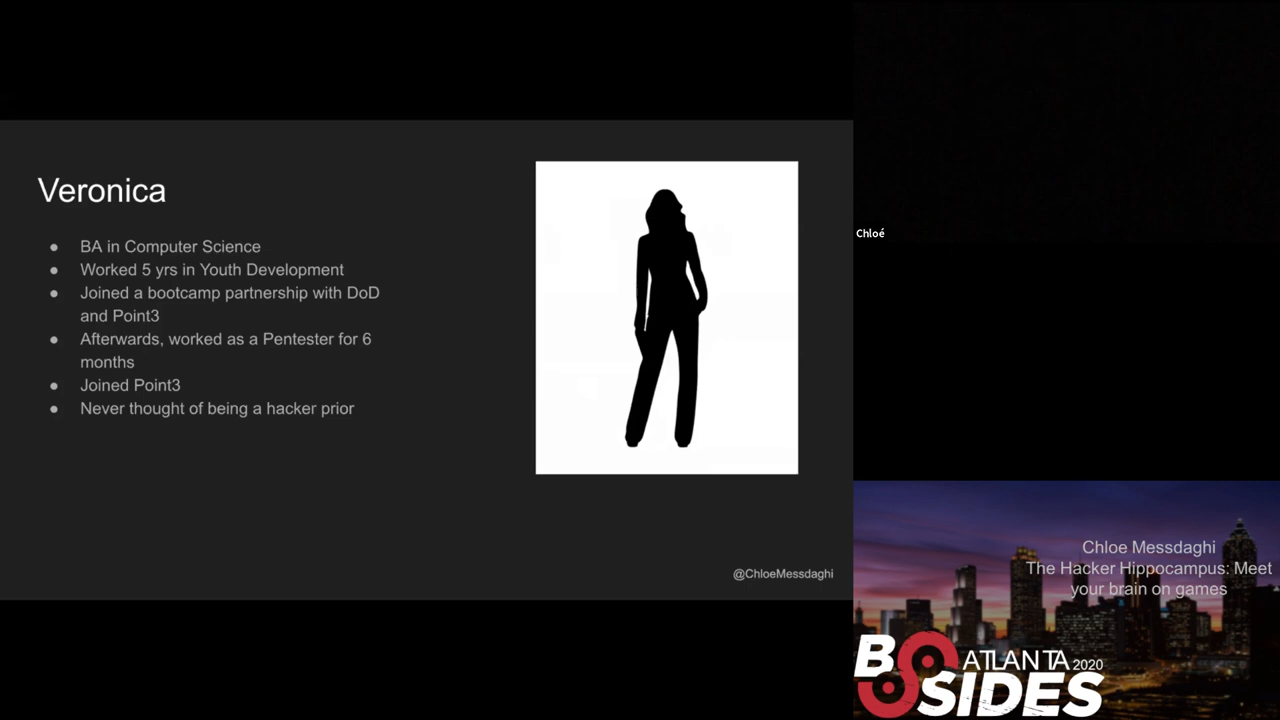 Veronica
● BA in Computer Science
● Worked 5 yrs in Youth Development
● Joined a bootcamp partnership with DoD
and Point3
● Afterwards, worked as a Pentester for 6
months
● Joined Point3
● Never thought of being a hacker prior
@ChloeMessdaghi
Chloé
Chloe Messdaghi
The Hacker Hippocampus: Meet
your brain on games
BSIDES
ATLANTA 2020